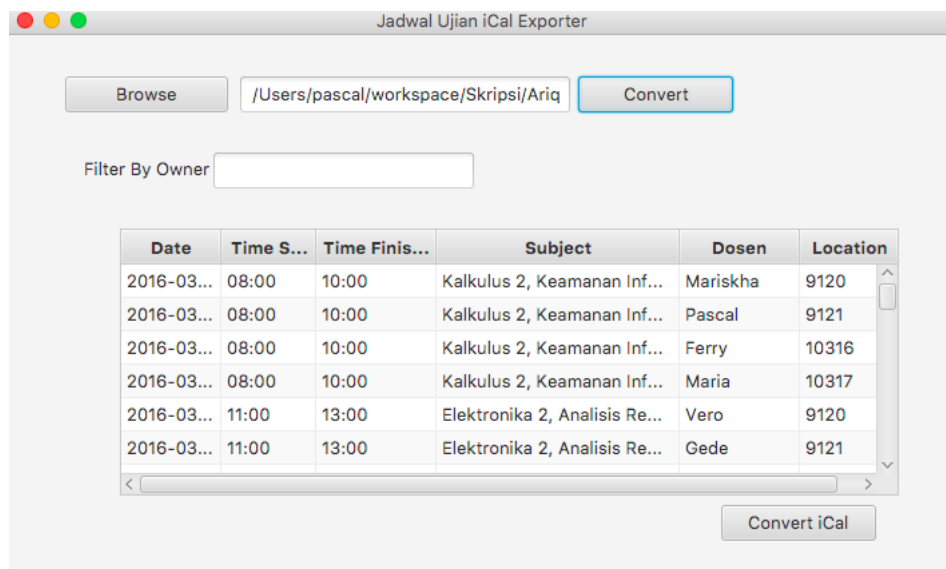 Jadwal Ujian iCal Exporter
Browse /Users/pascal/workspace/Skripsi/Ariq Convert
Filter By Owner
Date Time S... Time Finis... Subject Dosen Location
2016-03... 08:00 10:00 Kalkulus 2, Keamanan Inf... Mariskha 9120
2016-03... 08:00 10:00 Kalkulus 2, Keamanan Inf... Pascal 9121
2016-03... 08:00 10:00 Kalkulus 2, Keamanan Inf... Ferry 10316
2016-03... 08:00 10:00 Kalkulus 2, Keamanan Inf... Maria 10317
2016-03... 11:00 13:00 Elektronika 2, Analisis Re... Vero 9120
2016-03... 11:00 13:00 Elektronika 2, Analisis Re... Gede 9121
Convert iCal